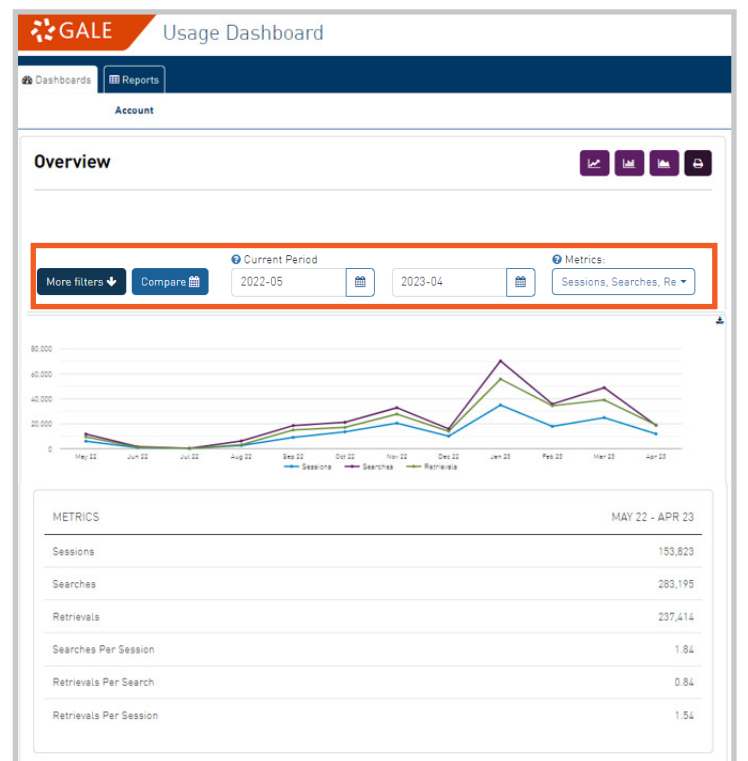 GALE Usage Dashboard
Dashboards Reports
Account
Overview
Current Period Metrics:
More filters Compare 2022-05 2023-04 Sessions, Searches, Re
80,000
60,000
40,000
20,000
0
May 22 Jun 22 Jul 22 Aug 22 Sep 22 Oct 22 Nov 22 Dec 22 Jan 23 Feb 23 Mar 23 Apr 23
Sessions Searches Retrievals
METRICS MAY 22 - APR 23
Sessions 153,823
Searches 283,195
Retrievals 237,414
Searches Per Session 1.84
Retrievals Per Search 0.84
Retrievals Per Session 1.54